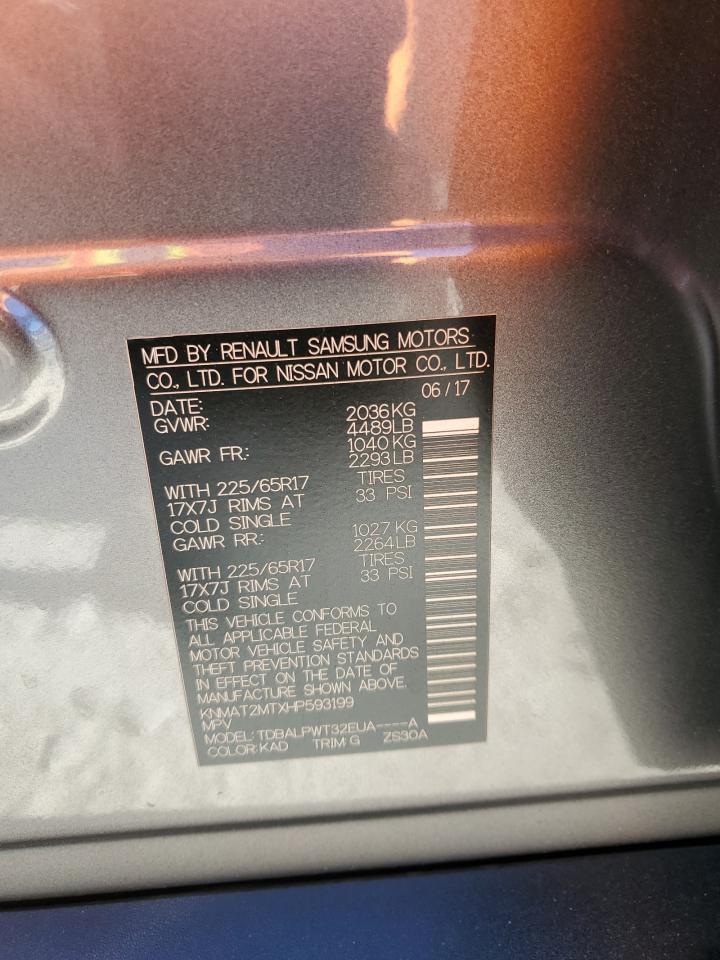 MFD BY RENAULT SAMSUNG MOTORS
CO., LTD. FOR NISSAN MOTOR CO., LTD.
DATE: 06/17
GVWR: 2036KG
4489LB
GAWR FR: 1040KG
2293LB
WITH 225/65R17 TIRES
17X7J RIMS AT 33 PSI
COLD SINGLE
GAWR RR: 1027KG
2264LB
WITH 225/65R17 TIRES
17X7J RIMS AT 33 PSI
COLD SINGLE
THIS VEHICLE CONFORMS TO
ALL APPLICABLE FEDERAL
MOTOR VEHICLE SAFETY AND
THEFT PREVENTION STANDARDS
IN EFFECT ON THE DATE OF
MANUFACTURE SHOWN ABOVE.
KNMAT2MTXHP593199
MPV
MODEL: TDBALPWT32EUA----A
COLOR:KAD TRIM:G ZS30A